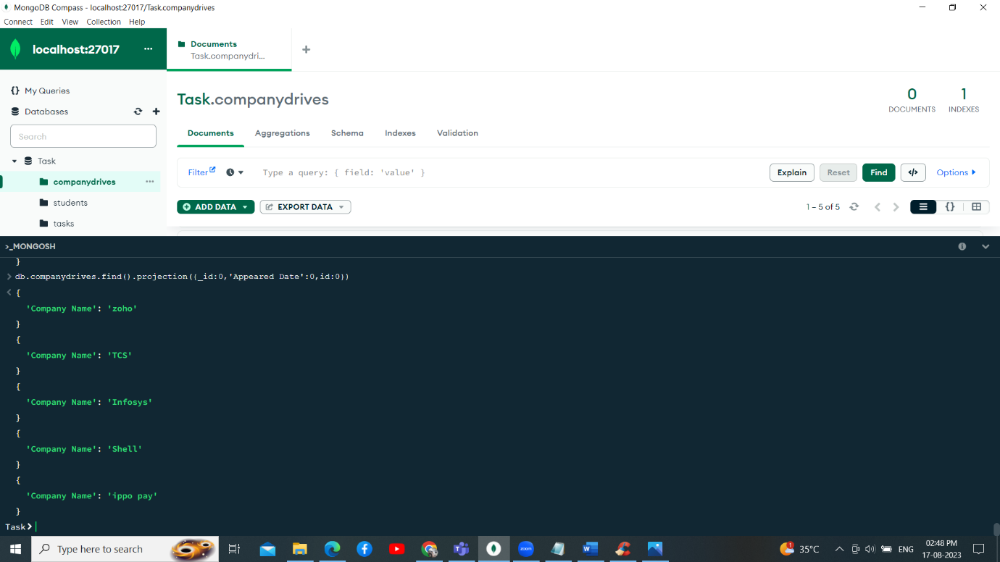 MongoDB Compass - localhost:27017/Task.companydrives
Connect Edit View Collection Help
localhost:27017 ...
Documents
Task.companydri...
My Queries
Databases
Search
Task
companydrives ...
students
tasks
Task.companydrives
0
DOCUMENTS
1
INDEXES
Documents Aggregations Schema Indexes Validation
Filter Type a query: { field: 'value' } Explain Reset Find </> Options
ADD DATA EXPORT DATA 1 – 5 of 5 {}
>_MONGOSH
}
> db.companydrives.find().projection({_id:0,'Appeared Date':0,id:0})
< {
'Company Name': 'zoho'
}
{
'Company Name': 'TCS'
}
{
'Company Name': 'Infosys'
}
{
'Company Name': 'Shell'
}
{
'Company Name': 'ippo pay'
}
Task>
Type here to search zoom 1 35°C ENG 02:48 PM
17-08-2023